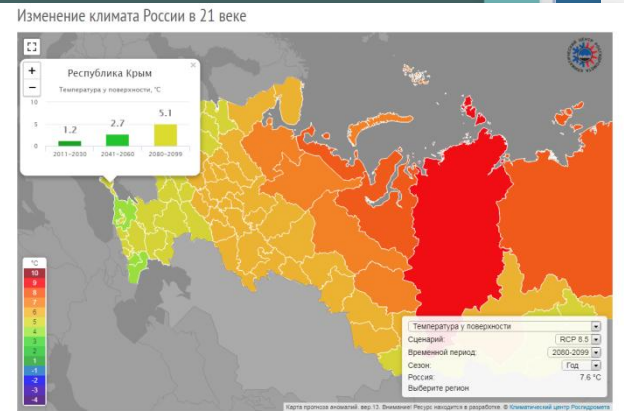 Изменение климата России в 21 веке
+
−
Республика Крым
×
Температура у поверхности, °C
10
5
0
1.2
2.7
5.1
2011-2030
2041-2060
2080-2099
°C
10
9
8
7
6
5
4
3
2
1
-1
-2
-3
-4
Температура у поверхности
Сценарий: RCP 8.5
Временной период: 2080-2099
Сезон: Год
Россия: 7.6 °C
Выберите регион
Карта прогноза аномалий. вер.13. Внимание! Ресурс находится в разработке. © Климатический центр Росгидромета